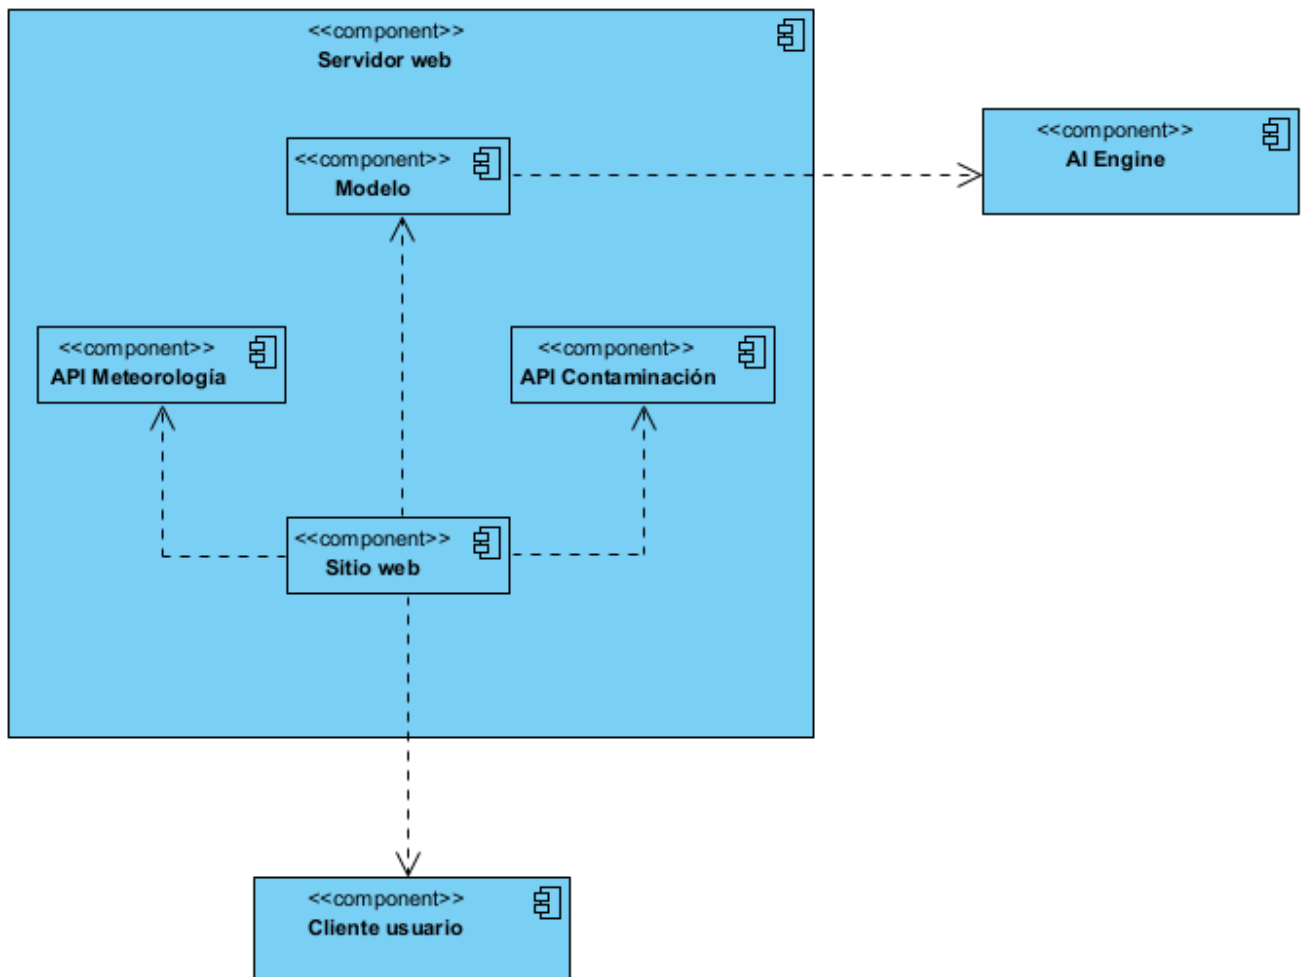 <<component>>
Servidor web
<<component>>
Modelo
<<component>>
AI Engine
<<component>>
API Meteorología
<<component>>
API Contaminación
<<component>>
Sitio web
<<component>>
Cliente usuario